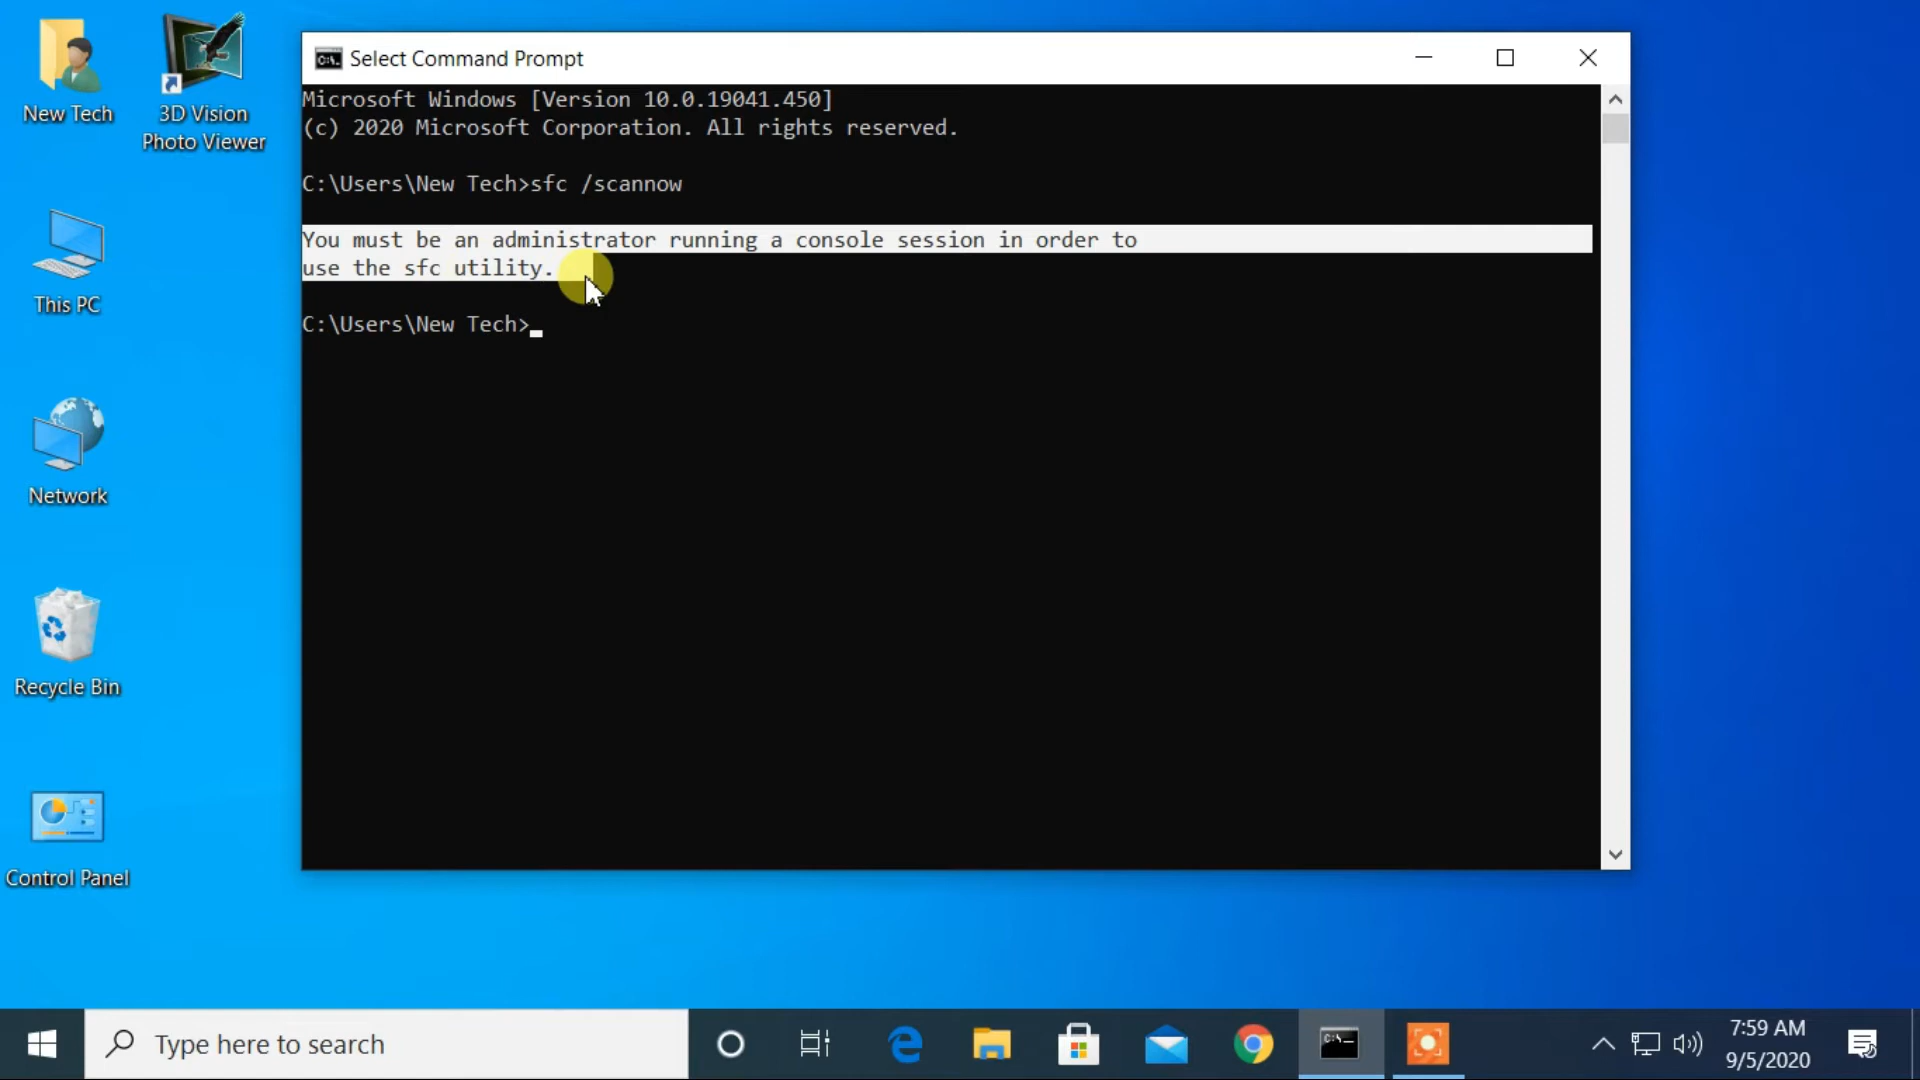 New Tech
3D Vision
Photo Viewer
This PC
Network
Recycle Bin
Control Panel
Select Command Prompt
Microsoft Windows [Version 10.0.19041.450]
(c) 2020 Microsoft Corporation. All rights reserved.
C:\Users\New Tech>sfc /scannow
You must be an administrator running a console session in order to
use the sfc utility.
C:\Users\New Tech>
Type here to search
7:59 AM
9/5/2020